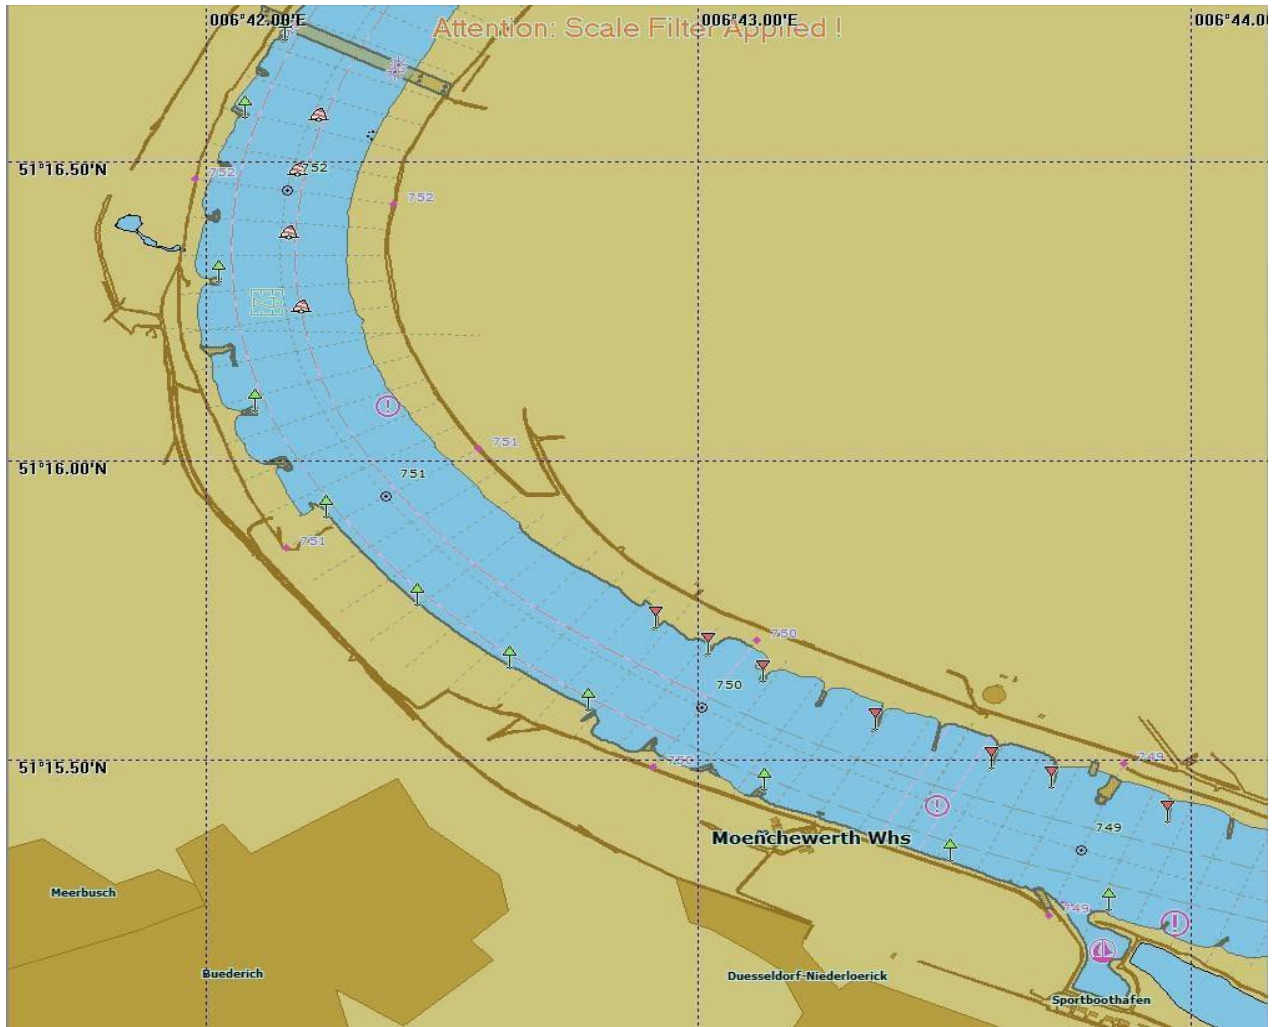 006°42.00'E
006°43.00'E
006°44.00
Attention: Scale Filter Applied !
51°16.50'N
752
752
752
51°16.00'N
751
751
751
750
750
51°15.50'N
750
749
749
Moenchewerth Whs
749
Meerbusch
Buederich
Duesseldorf-Niederloerick
Sportboothafen